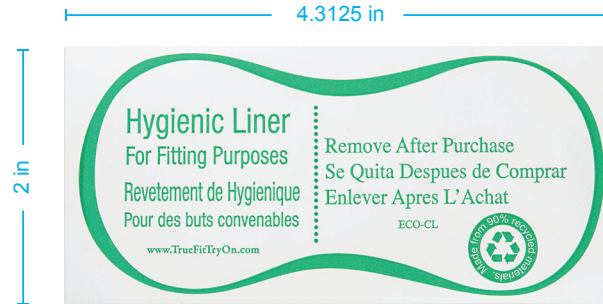 4.3125 in
2 in
Hygienic Liner
For Fitting Purposes
Revetement de Hygienique
Pour des buts convenables
www.TrueFitTryOn.com
Remove After Purchase
Se Quita Despues de Comprar
Enlever Apres L'Achat
ECO-CL
Made from 90% recycled materials.